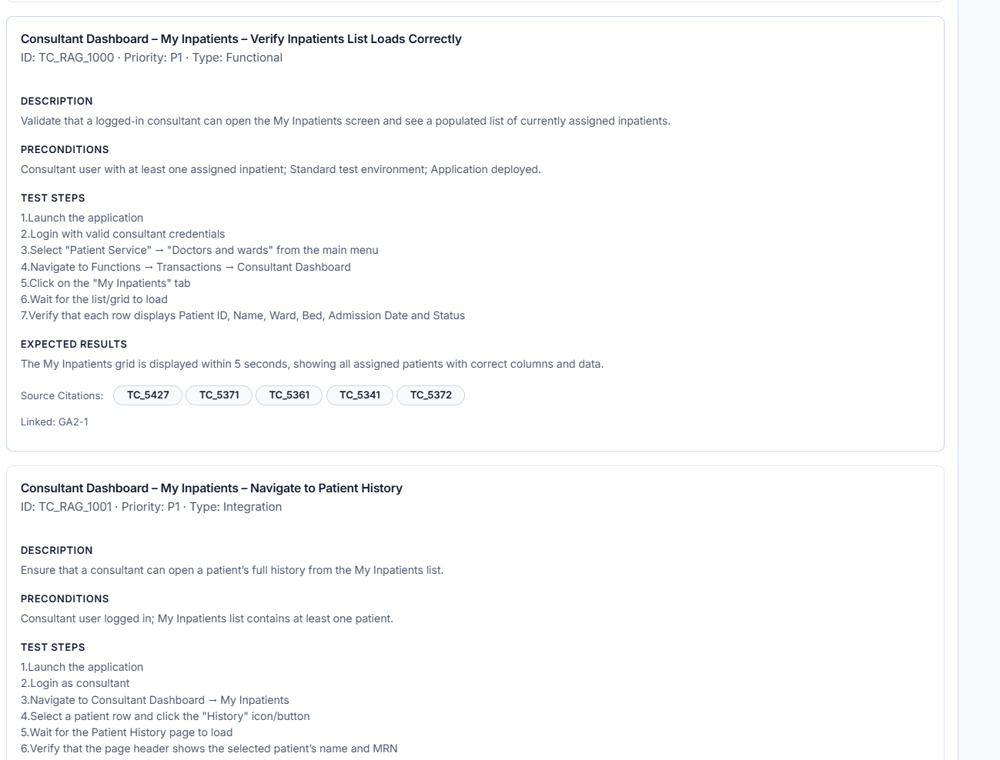 Consultant Dashboard – My Inpatients – Verify Inpatients List Loads Correctly
ID: TC_RAG_1000 · Priority: P1 · Type: Functional
DESCRIPTION
Validate that a logged-in consultant can open the My Inpatients screen and see a populated list of currently assigned inpatients.
PRECONDITIONS
Consultant user with at least one assigned inpatient; Standard test environment; Application deployed.
TEST STEPS
1.Launch the application
2.Login with valid consultant credentials
3.Select "Patient Service" → "Doctors and wards" from the main menu
4.Navigate to Functions → Transactions → Consultant Dashboard
5.Click on the "My Inpatients" tab
6.Wait for the list/grid to load
7.Verify that each row displays Patient ID, Name, Ward, Bed, Admission Date and Status
EXPECTED RESULTS
The My Inpatients grid is displayed within 5 seconds, showing all assigned patients with correct columns and data.
Source Citations: TC_5427 TC_5371 TC_5361 TC_5341 TC_5372
Linked: GA2-1
Consultant Dashboard – My Inpatients – Navigate to Patient History
ID: TC_RAG_1001 · Priority: P1 · Type: Integration
DESCRIPTION
Ensure that a consultant can open a patient’s full history from the My Inpatients list.
PRECONDITIONS
Consultant user logged in; My Inpatients list contains at least one patient.
TEST STEPS
1.Launch the application
2.Login as consultant
3.Navigate to Consultant Dashboard → My Inpatients
4.Select a patient row and click the "History" icon/button
5.Wait for the Patient History page to load
6.Verify that the page header shows the selected patient’s name and MRN